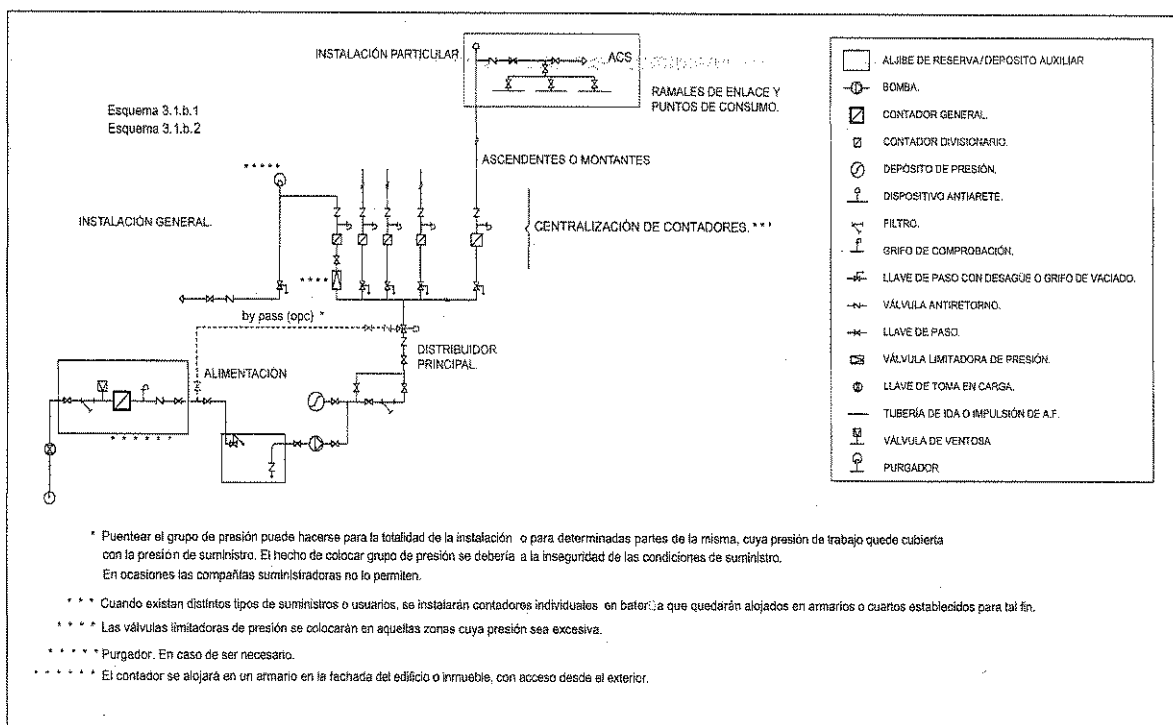 INSTALACIÓN PARTICULAR
ACS
RAMALES DE ENLACE Y
PUNTOS DE CONSUMO.
Esquema 3.1.b.1
Esquema 3.1.b.2
ASCENDENTES O MONTANTES
* * * * *
INSTALACIÓN GENERAL.
CENTRALIZACIÓN DE CONTADORES. * * *
* * * *
by pass (opc) *
DISTRIBUIDOR
PRINCIPAL.
ALIMENTACIÓN
* * * * * *
ALJIBE DE RESERVA/DEPOSITO AUXILIAR
BOMBA.
CONTADOR GENERAL.
CONTADOR DIVISIONARIO.
DEPÓSITO DE PRESIÓN.
DISPOSITIVO ANTIARETE.
FILTRO.
GRIFO DE COMPROBACIÓN.
LLAVE DE PASO CON DESAGÜE O GRIFO DE VACIADO.
VÁLVULA ANTIRETORNO.
LLAVE DE PASO.
VÁLVULA LIMITADORA DE PRESIÓN.
LLAVE DE TOMA EN CARGA.
TUBERÍA DE IDA O IMPULSIÓN DE A.F.
VÁLVULA DE VENTOSA
PURGADOR
* Puentear el grupo de presión puede hacerse para la totalidad de la instalación o para determinadas partes de la misma, cuya presión de trabajo quede cubierta
con la presión de suministro. El hecho de colocar grupo de presión se debería a la inseguridad de las condiciones de suministro.
En ocasiones las compañías suministradoras no lo permiten.
* * * Cuando existan distintos tipos de suministros o usuarios, se instalarán contadores individuales en batería que quedarán alojados en armarios o cuartos establecidos para tal fin.
* * * * Las válvulas limitadoras de presión se colocarán en aquellas zonas cuya presión sea excesiva.
* * * * * Purgador. En caso de ser necesario.
* * * * * * El contador se alojará en un armario en la fachada del edificio o inmueble, con acceso desde el exterior.